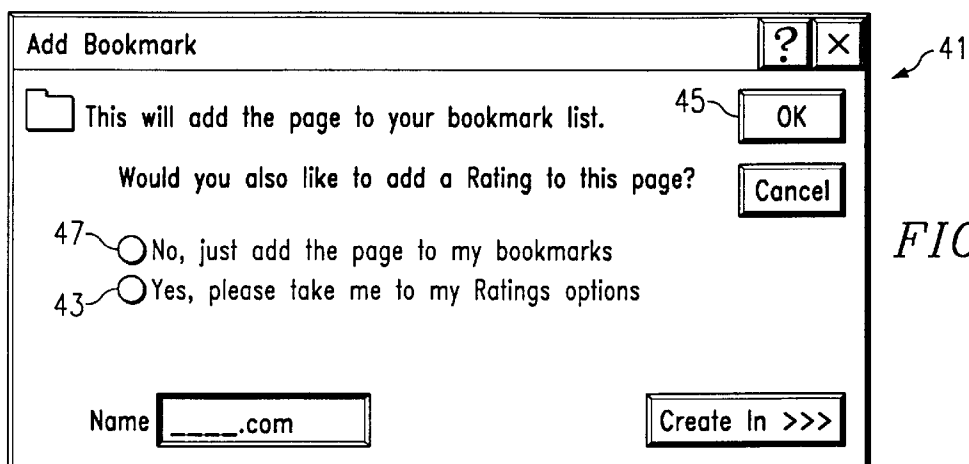 Add Bookmark ? ×
41
This will add the page to your bookmark list.
45 OK
Would you also like to add a Rating to this page?
Cancel
47 No, just add the page to my bookmarks
43 Yes, please take me to my Ratings options
Name ____.com
Create In >>>